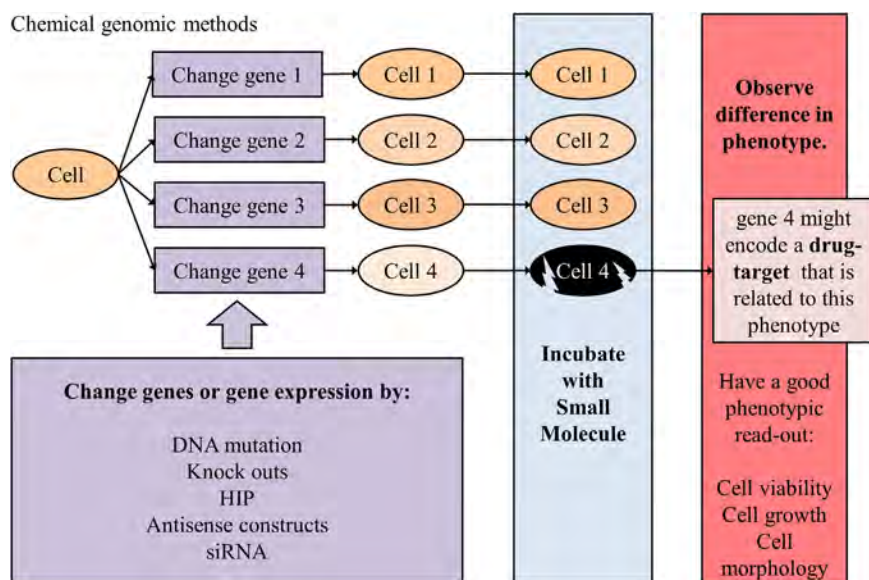 Chemical genomic methods
Cell
Change gene 1
Cell 1
Cell 1
Change gene 2
Cell 2
Cell 2
Change gene 3
Cell 3
Cell 3
Change gene 4
Cell 4
Cell 4
Change genes or gene expression by:
DNA mutation
Knock outs
HIP
Antisense constructs
siRNA
Incubate
with
Small
Molecule
Observe
difference in
phenotype.
gene 4 might
encode a drug-
target that is
related to this
phenotype
Have a good
phenotypic
read-out:
Cell viability
Cell growth
Cell
morphology